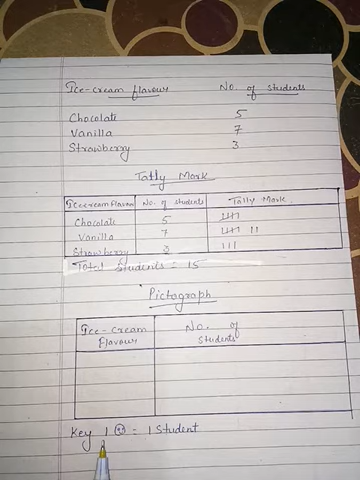 Ice-cream flavour No. of students
Chocolate 5
Vanilla 7
Strawberry 3
Tally Mark
Icecream Flavour No. of Students Tally Mark
Chocolate 5 𝍸
Vanilla 7 𝍸 ||
Strawberry 3 |||
Total Students = 15
Pictograph
Ice-cream Flavour No. of Students
Key 1 ☺ = 1 Student